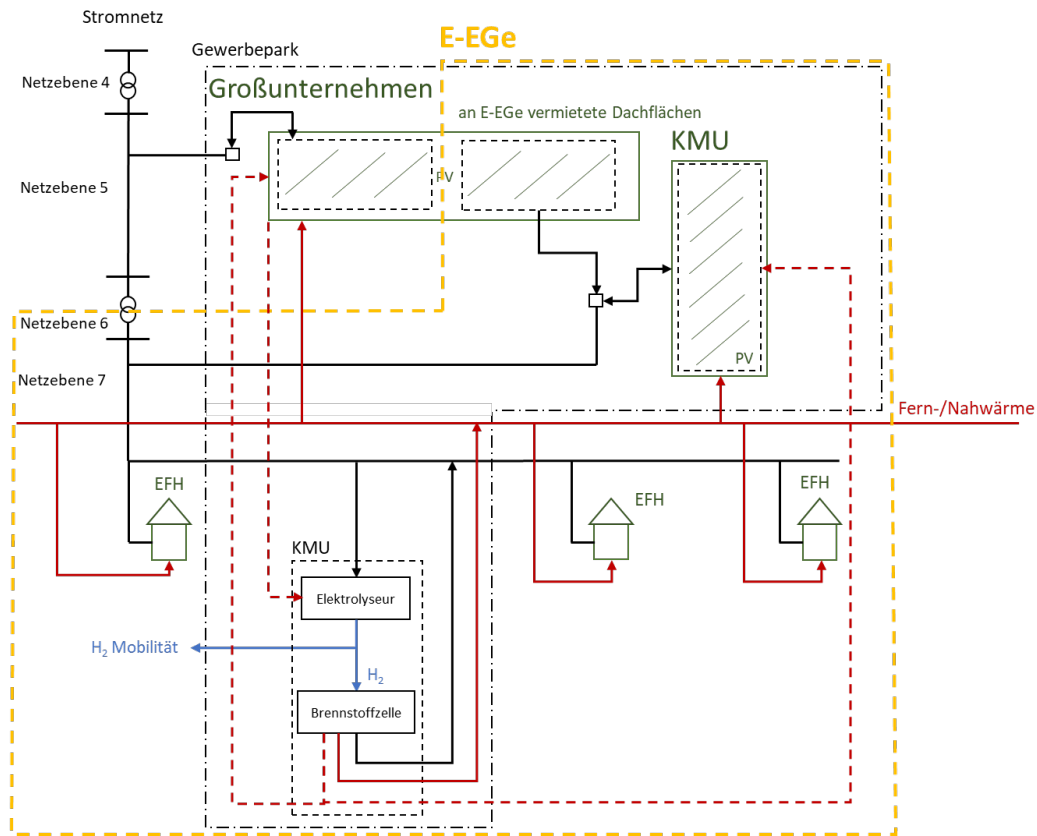 Stromnetz
E-EGe
Gewerbepark
Netzebene 4
Großunternehmen
an E-EGe vermietete Dachflächen
KMU
Netzebene 5
PV
PV
Netzebene 6
Netzebene 7
Fern-/Nahwärme
EFH
EFH
EFH
KMU
Elektrolyseur
H₂ Mobilität
H₂
Brennstoffzelle